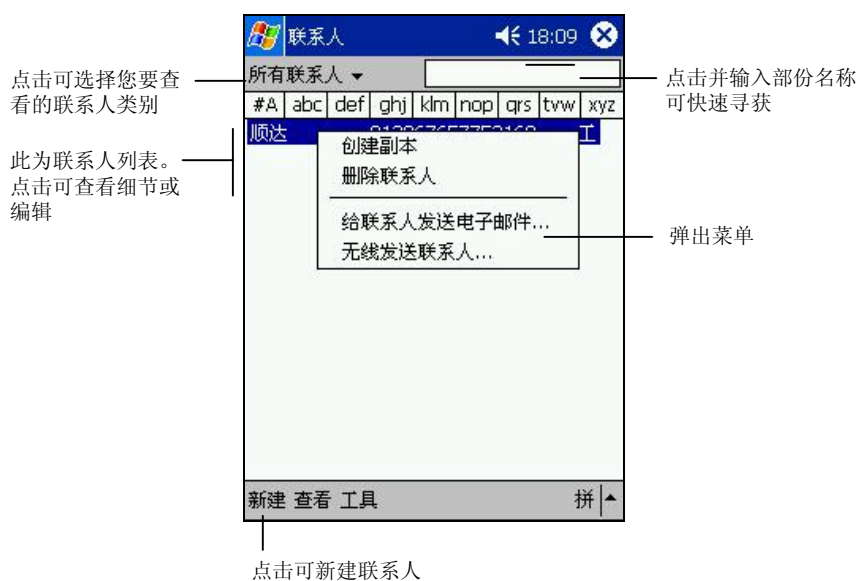 联系人 18:09
所有联系人
#A abc def ghj klm nop qrs tvw xyz
顺达 工
创建副本
删除联系人
给联系人发送电子邮件...
无线发送联系人...
新建 查看 工具 拼
点击可选择您要查
看的联系人类别
此为联系人列表。
点击可查看细节或
编辑
点击并输入部份名称
可快速寻获
弹出菜单
点击可新建联系人